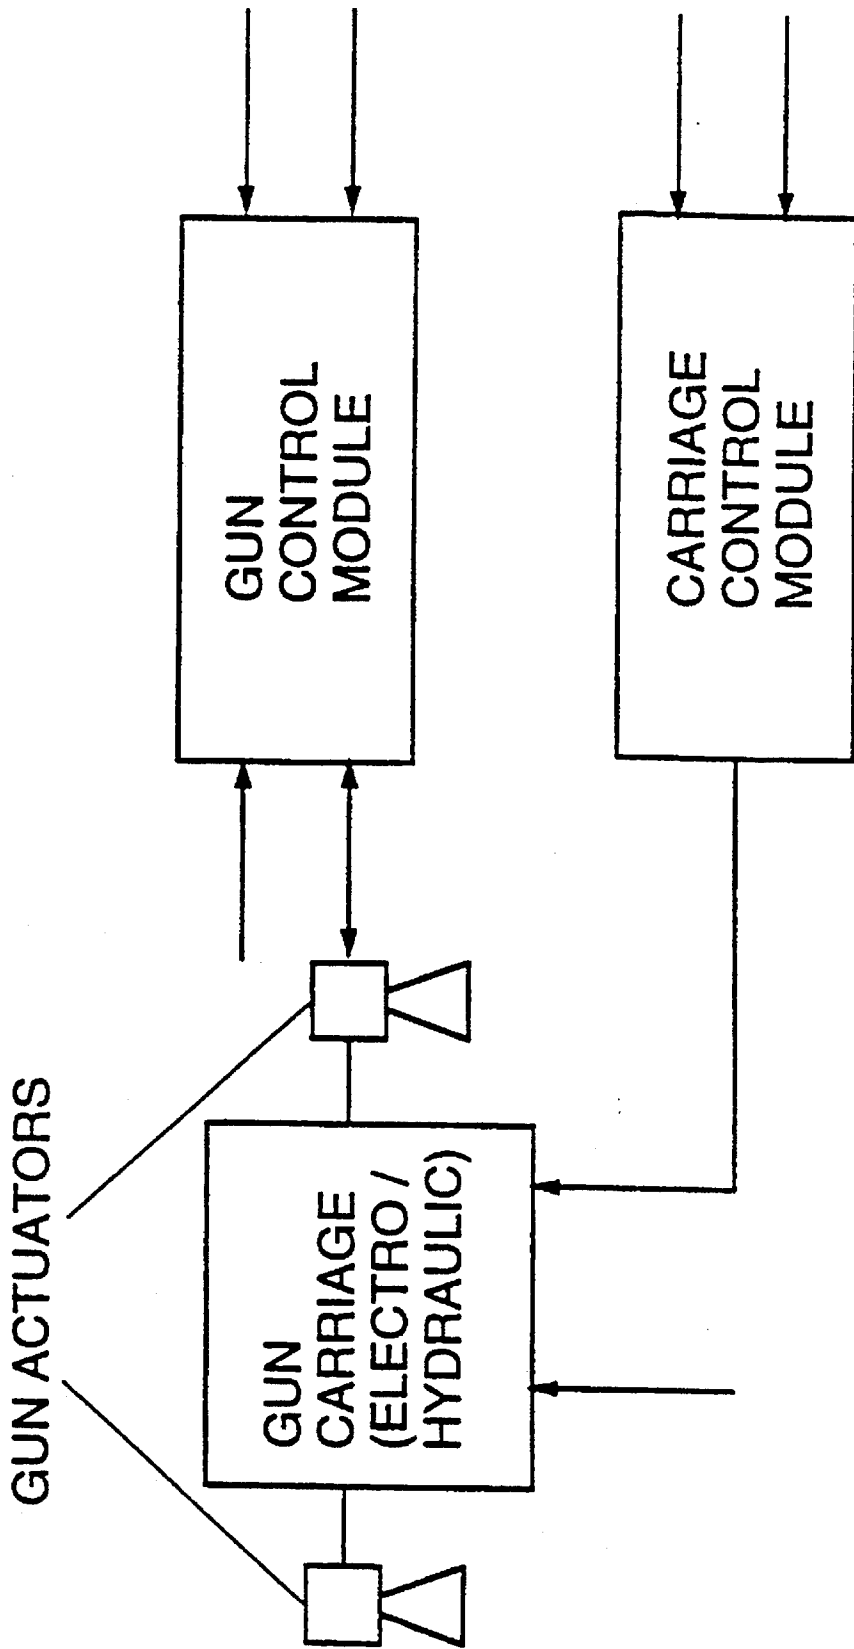 GUN ACTUATORS
GUN
CARRIAGE
(ELECTRO /
HYDRAULIC)
GUN
CONTROL
MODULE
CARRIAGE
CONTROL
MODULE